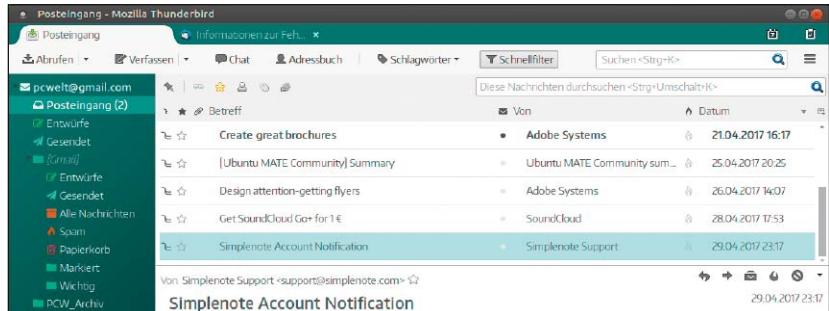 Posteingang - Mozilla Thunderbird
Posteingang
Informationen zur Feh...
Abrufen Verfassen Chat Adressbuch Schlagwörter Schnellfilter Suchen <Strg+K>
pcwelt@gmail.com
Posteingang (2)
Entwürfe
Gesendet
[Gmail]
Entwürfe
Gesendet
Alle Nachrichten
Spam
Papierkorb
Markiert
Wichtig
PCW_Archiv
Diese Nachrichten durchsuchen <Strg+Umschalt+K>
Betreff Von Datum
Create great brochures Adobe Systems 21.04.2017 16:17
[Ubuntu MATE Community] Summary Ubuntu MATE Community sum... 25.04.2017 20:25
Design attention-getting flyers Adobe Systems 26.04.2017 14:07
Get SoundCloud Go+ for 1 € SoundCloud 28.04.2017 17:53
Simplenote Account Notification Simplenote Support 29.04.2017 23:17
Von Simplenote Support <support@simplenote.com>
Simplenote Account Notification 29.04.2017 23:17